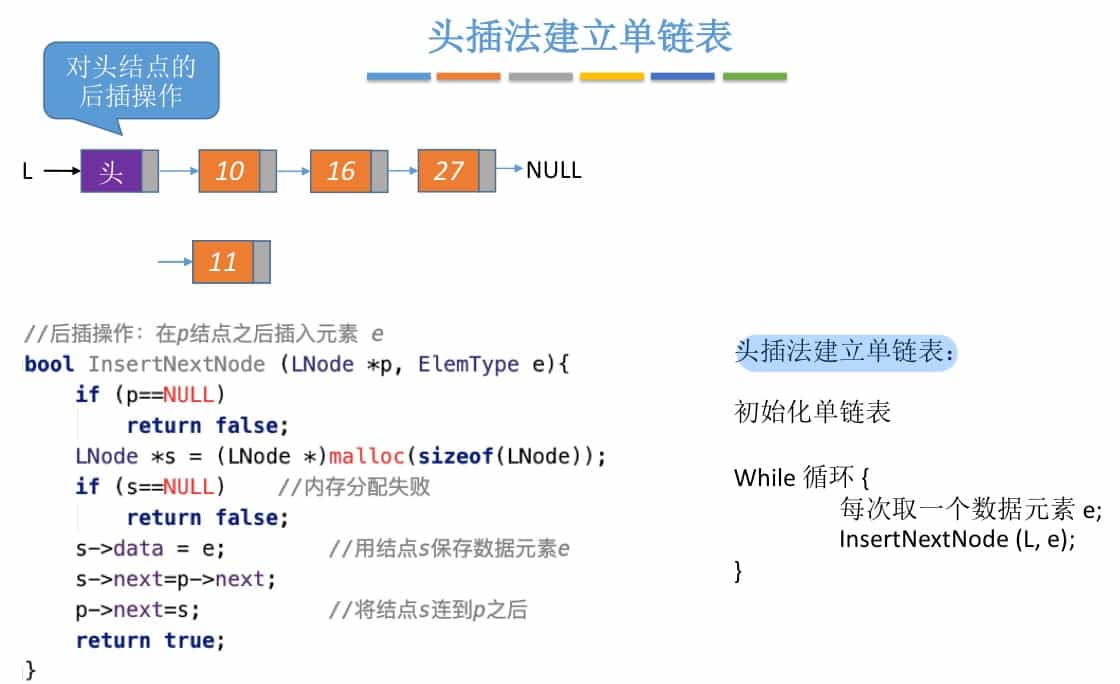 头插法建立单链表
对头结点的
后插操作
L 头 10 16 27 NULL
11
//后插操作：在p结点之后插入元素 e
bool InsertNextNode (LNode *p, ElemType e){
if (p==NULL)
return false;
LNode *s = (LNode *)malloc(sizeof(LNode));
if (s==NULL) //内存分配失败
return false;
s->data = e; //用结点s保存数据元素e
s->next=p->next;
p->next=s; //将结点s连到p之后
return true;
}
头插法建立单链表：
初始化单链表
While 循环 {
每次取一个数据元素 e;
InsertNextNode (L, e);
}